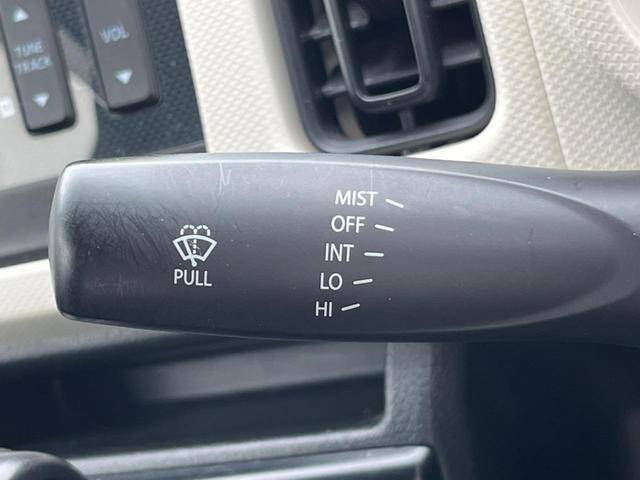 TUNE
TRACK
VOL
MIST
OFF
INT
LO
HI
PULL